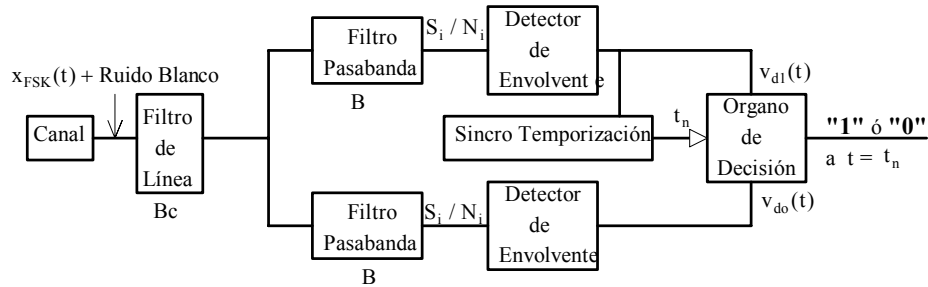 x_FSK(t) + Ruido Blanco
Canal
Filtro
de
Línea
Bc
Filtro
Pasabanda
B
S_i / N_i
Detector
de
Envolvent e
Sincro Temporización
t_n
v_d1(t)
Organo
de
Decisión
"1" ó "0"
a t = t_n
v_do(t)
Filtro
Pasabanda
B
S_i / N_i
Detector
de
Envolvente